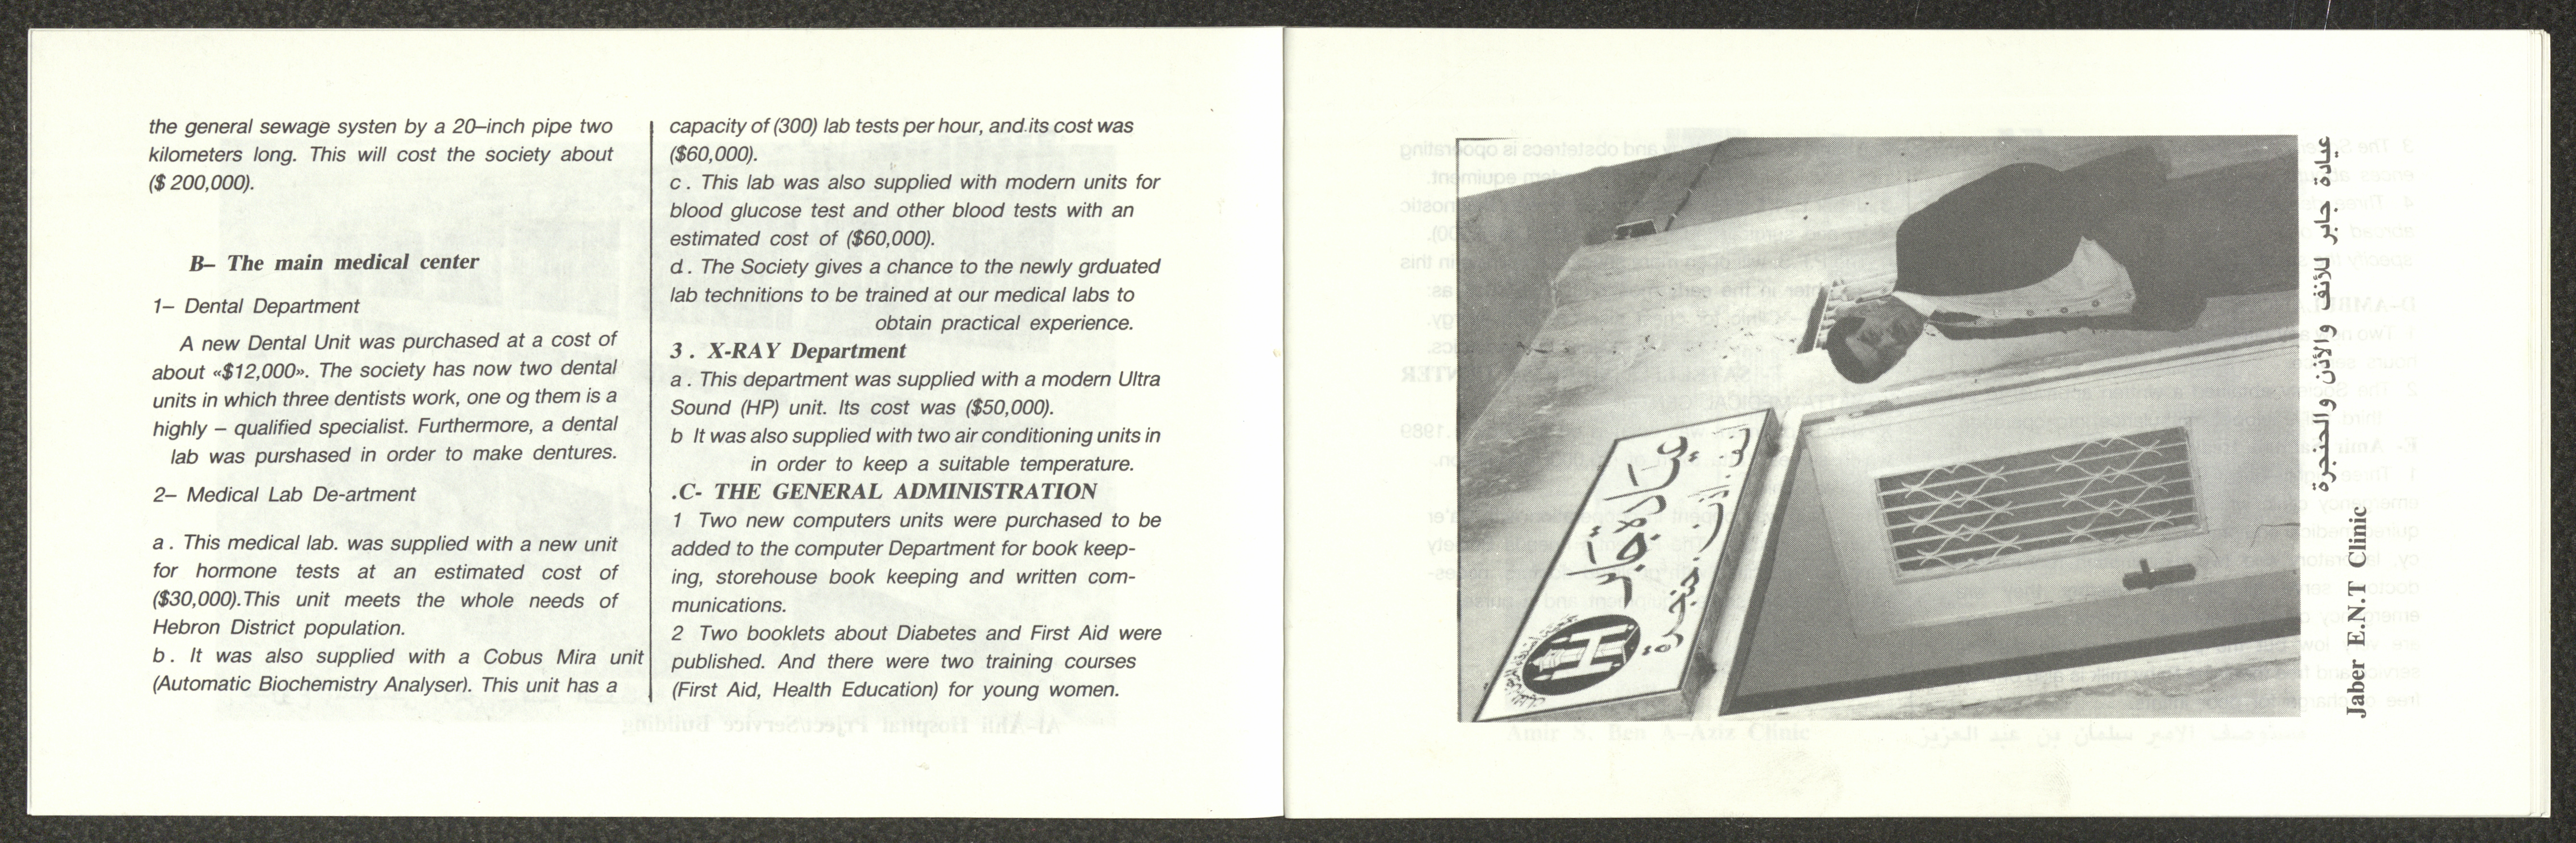 the general sewage systen by a 20–inch pipe two
kilometers long. This will cost the society about
($ 200,000).
B– The main medical center
1– Dental Department
A new Dental Unit was purchased at a cost of
about «$12,000». The society has now two dental
units in which three dentists work, one og them is a
highly – qualified specialist. Furthermore, a dental
lab was purshased in order to make dentures.
2– Medical Lab De-artment
a . This medical lab. was supplied with a new unit
for hormone tests at an estimated cost of
($30,000).This unit meets the whole needs of
Hebron District population.
b . It was also supplied with a Cobus Mira unit
(Automatic Biochemistry Analyser). This unit has a
capacity of (300) lab tests per hour, and.its cost was
($60,000).
c . This lab was also supplied with modern units for
blood glucose test and other blood tests with an
estimated cost of ($60,000).
d . The Society gives a chance to the newly grduated
lab technitions to be trained at our medical labs to
obtain practical experience.
3 . X-RAY Department
a . This department was supplied with a modern Ultra
Sound (HP) unit. Its cost was ($50,000).
b It was also supplied with two air conditioning units in
in order to keep a suitable temperature.
.C- THE GENERAL ADMINISTRATION
1 Two new computers units were purchased to be
added to the computer Department for book keep-
ing, storehouse book keeping and written com-
munications.
2 Two booklets about Diabetes and First Aid were
published. And there were two training courses
(First Aid, Health Education) for young women.
عيادة جابر
أنف. أذن. حنجرة
H
عيادة جابر للأنف والأذن والحنجرة
Jaber E.N.T Clinic